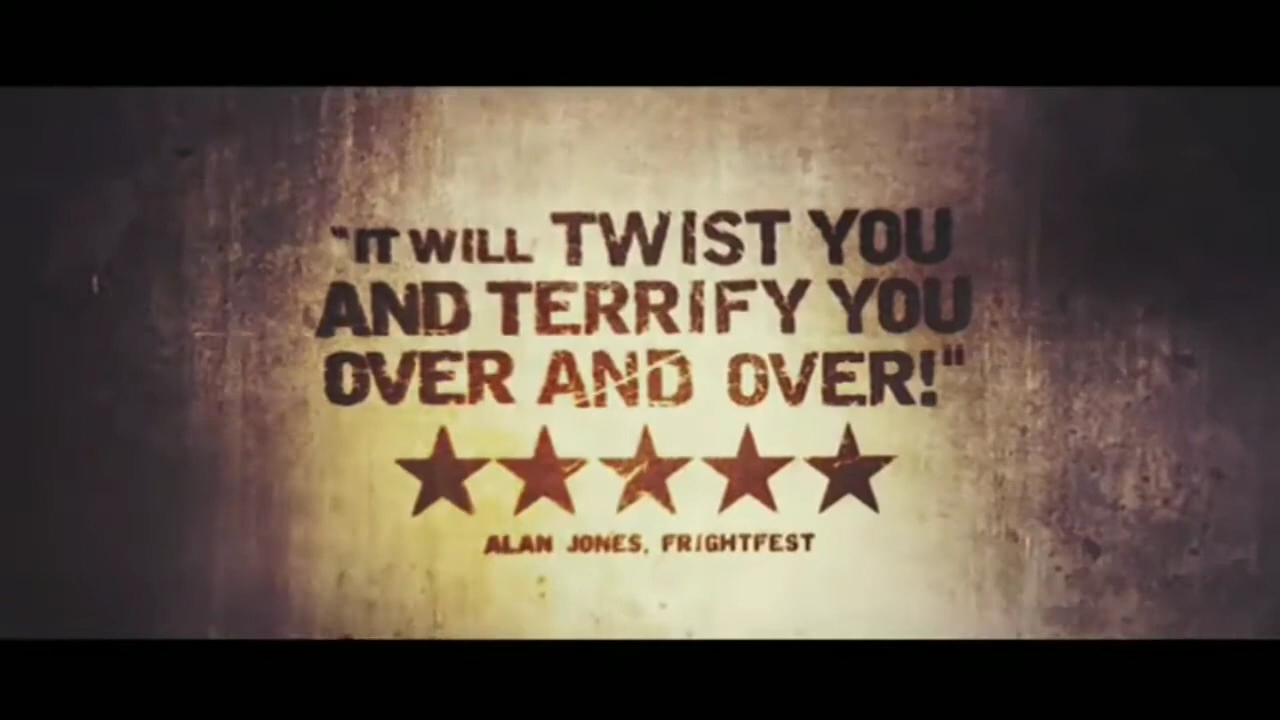 "IT WILL TWIST YOU
AND TERRIFY YOU
OVER AND OVER!"
ALAN JONES, FRIGHTFEST